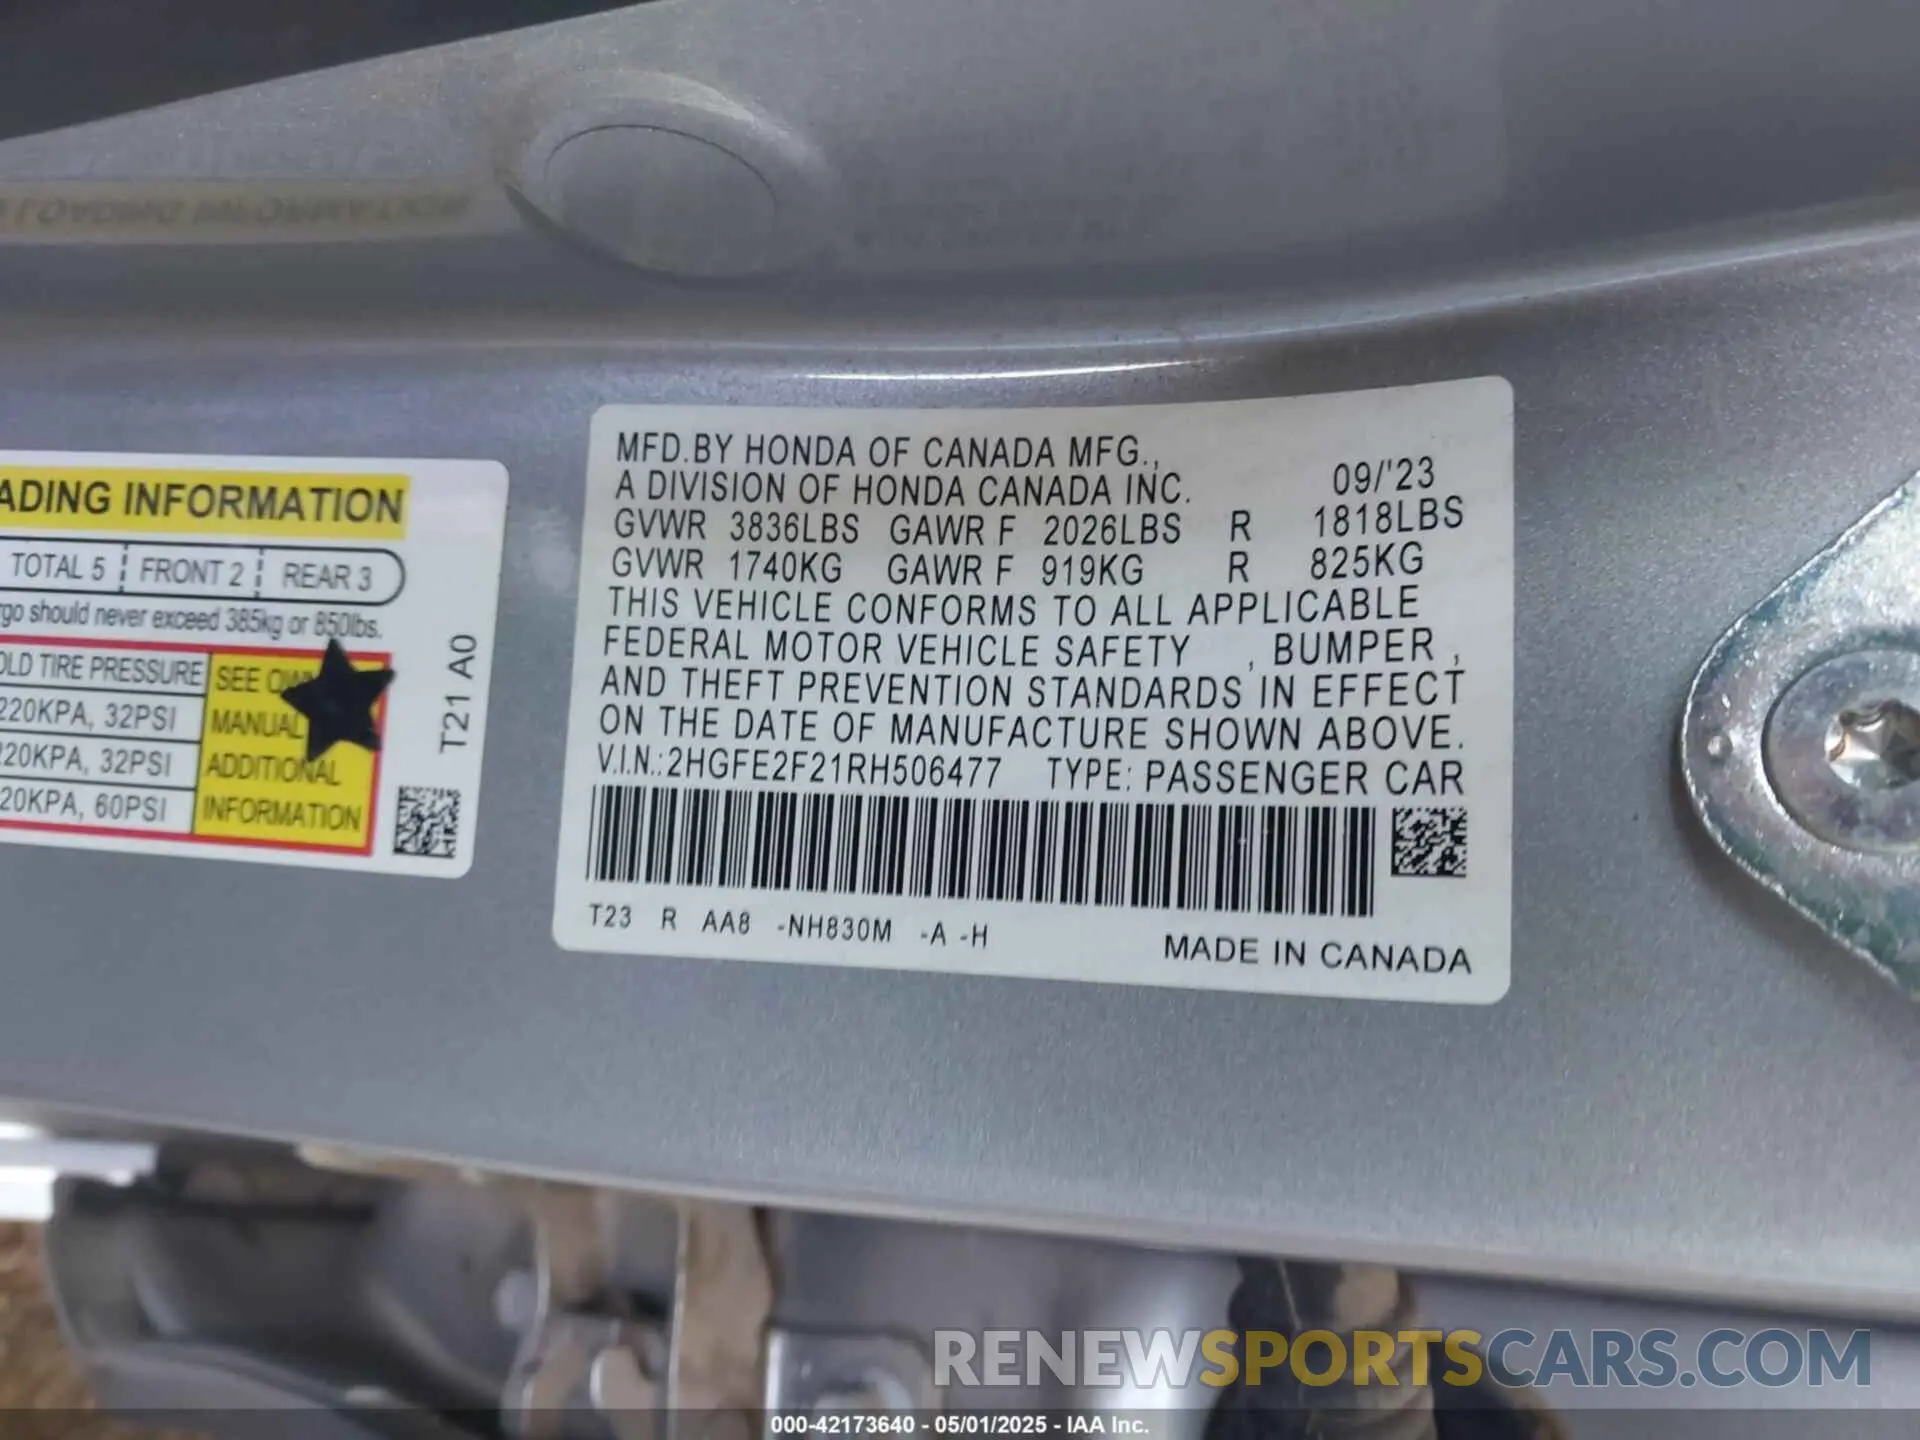 ADING INFORMATION
TOTAL 5 FRONT 2 REAR 3
rgo should never exceed 385kg or 850lbs.
OLD TIRE PRESSURE
220KPA, 32PSI
220KPA, 32PSI
20KPA, 60PSI
SEE OWN
MANUAL
ADDITIONAL
INFORMATION
T21 A0
MFD.BY HONDA OF CANADA MFG.,
A DIVISION OF HONDA CANADA INC. 09/'23
GVWR 3836LBS GAWR F 2026LBS R 1818LBS
GVWR 1740KG GAWR F 919KG R 825KG
THIS VEHICLE CONFORMS TO ALL APPLICABLE
FEDERAL MOTOR VEHICLE SAFETY , BUMPER ,
AND THEFT PREVENTION STANDARDS IN EFFECT
ON THE DATE OF MANUFACTURE SHOWN ABOVE.
V.I.N.:2HGFE2F21RH506477 TYPE: PASSENGER CAR
T23 R AA8 -NH830M -A -H
MADE IN CANADA
RENEWSPORTSCARS.COM
000-42173640 - 05/01/2025 - IAA Inc.